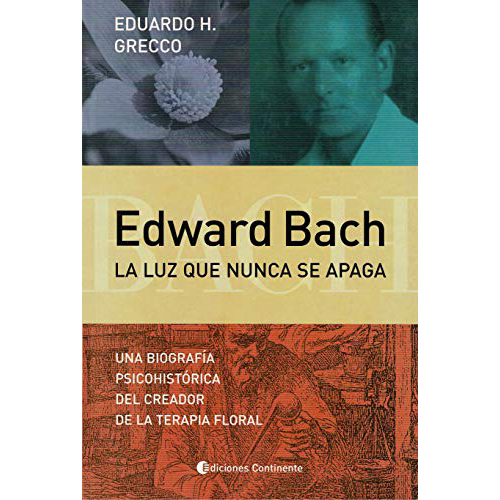 EDUARDO H.
GRECCO
BACH
Edward Bach
LA LUZ QUE NUNCA SE APAGA
UNA BIOGRAFÍA
PSICOHISTÓRICA
DEL CREADOR
DE LA TERAPIA FLORAL
Ediciones Continente